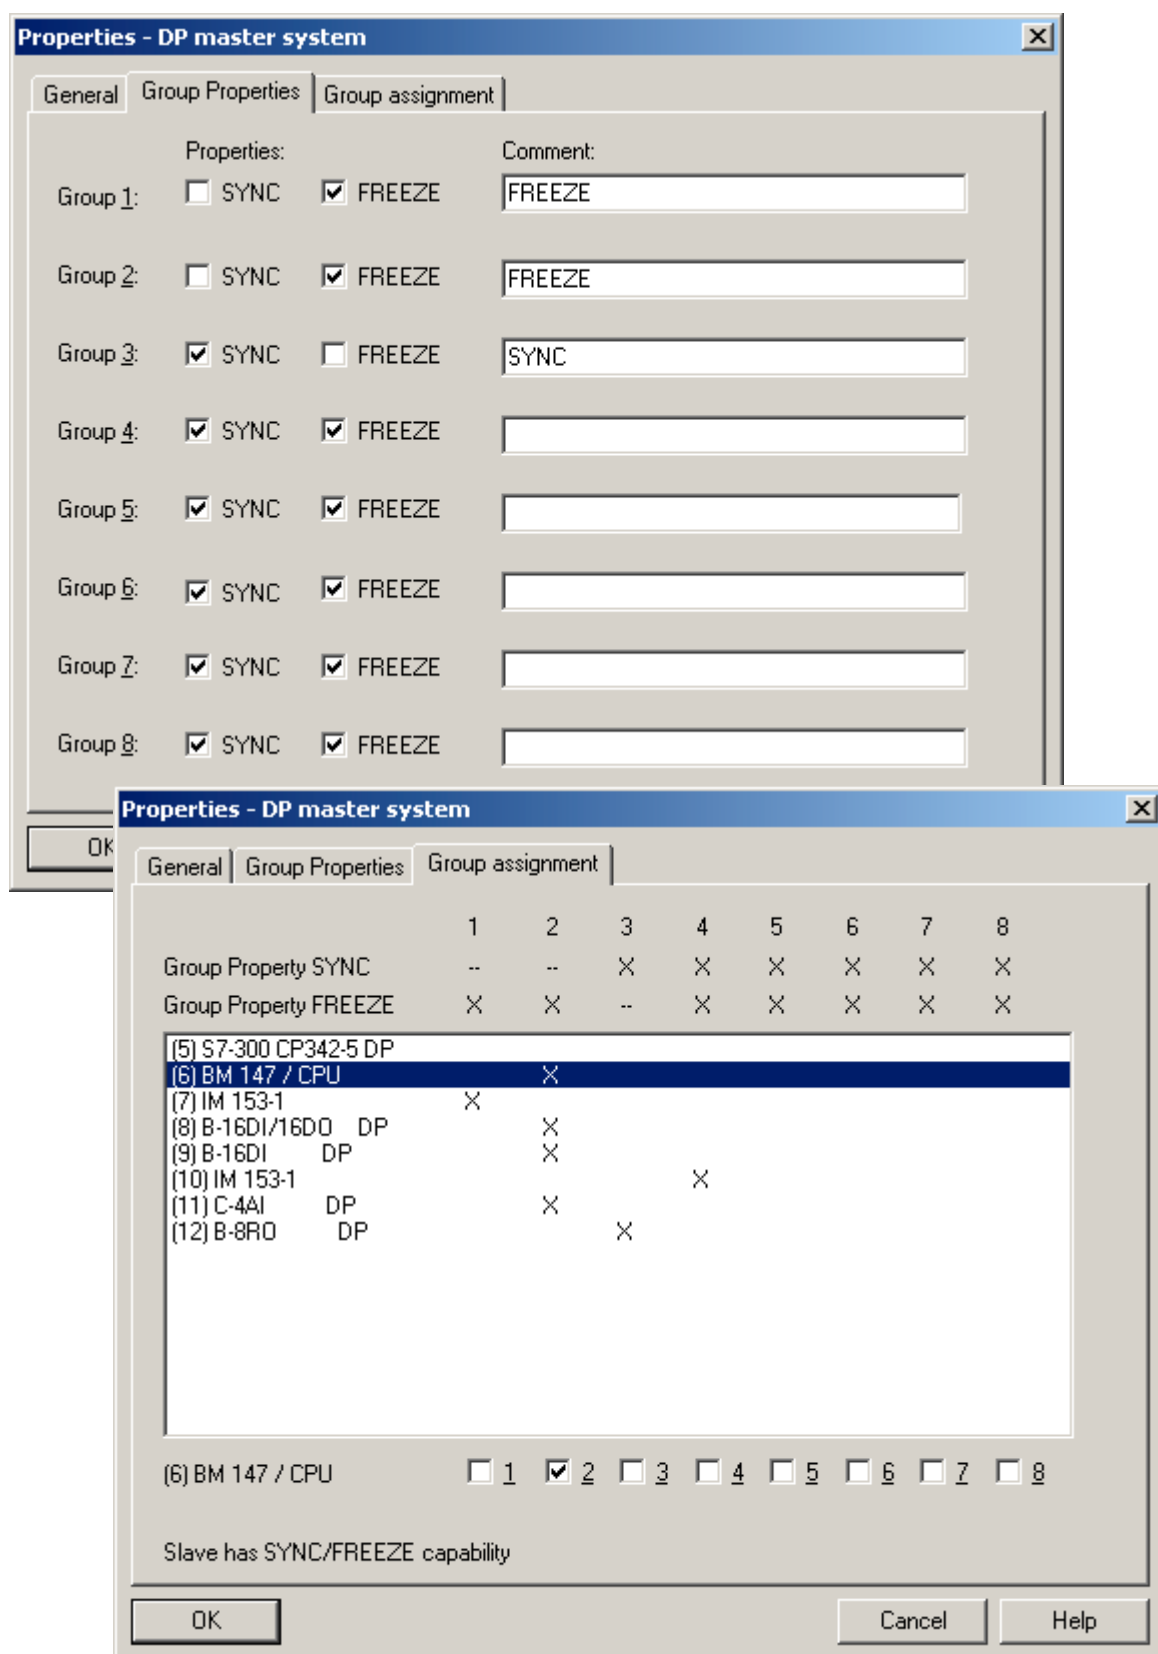 Properties - DP master system
General Group Properties Group assignment
Properties: Comment:
Group 1: SYNC FREEZE FREEZE
Group 2: SYNC FREEZE FREEZE
Group 3: SYNC FREEZE SYNC
Group 4: SYNC FREEZE
Group 5: SYNC FREEZE
Group 6: SYNC FREEZE
Group 7: SYNC FREEZE
Group 8: SYNC FREEZE
OK
Properties - DP master system
General Group Properties Group assignment
1 2 3 4 5 6 7 8
Group Property SYNC -- -- X X X X X X
Group Property FREEZE X X -- X X X X X
(5) S7-300 CP342-5 DP
(6) BM 147 / CPU X
(7) IM 153-1 X
(8) B-16DI/16DO DP X
(9) B-16DI DP X
(10) IM 153-1 X
(11) C-4AI DP X
(12) B-8RO DP X
(6) BM 147 / CPU 1 2 3 4 5 6 7 8
Slave has SYNC/FREEZE capability
OK Cancel Help